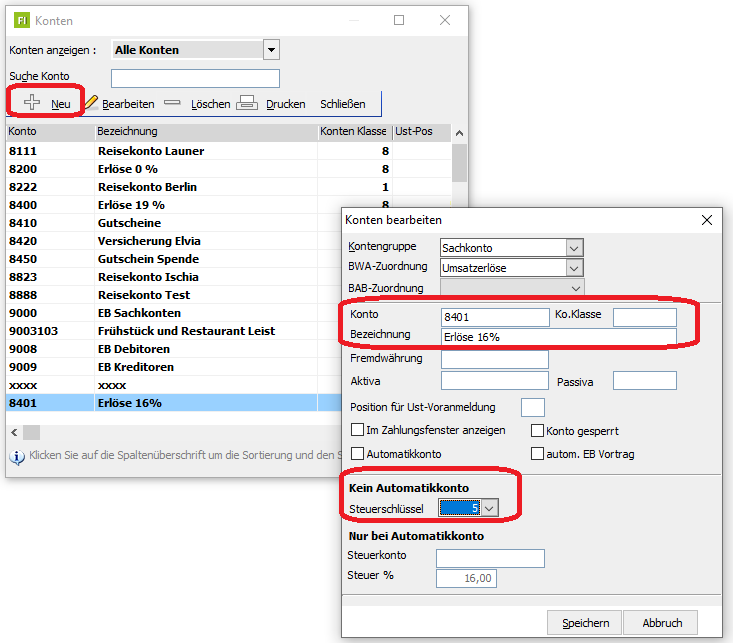 FI Konten
Konten anzeigen : Alle Konten
Suche Konto
Neu Bearbeiten Löschen Drucken Schließen
Konto Bezeichnung Konten Klasse Ust-Pos
8111 Reisekonto Launer 8
8200 Erlöse 0 % 8
8222 Reisekonto Berlin 1
8400 Erlöse 19 % 8
8410 Gutscheine
8420 Versicherung Elvia
8450 Gutschein Spende
8823 Reisekonto Ischia
8888 Reisekonto Test
9000 EB Sachkonten
9003103 Frühstück und Restaurant Leist
9008 EB Debitoren
9009 EB Kreditoren
xxxx xxxx
8401 Erlöse 16%
Klicken Sie auf die Spaltenüberschrift um die Sortierung und den S
Konten bearbeiten
Kontengruppe Sachkonto
BWA-Zuordnung Umsatzerlöse
BAB-Zuordnung
Konto 8401 Ko.Klasse
Bezeichnung Erlöse 16%
Fremdwährung
Aktiva Passiva
Position für Ust-Voranmeldung
Im Zahlungsfenster anzeigen Konto gesperrt
Automatikkonto autom. EB Vortrag
Kein Automatikkonto
Steuerschlüssel 5
Nur bei Automatikkonto
Steuerkonto
Steuer % 16,00
Speichern Abbruch